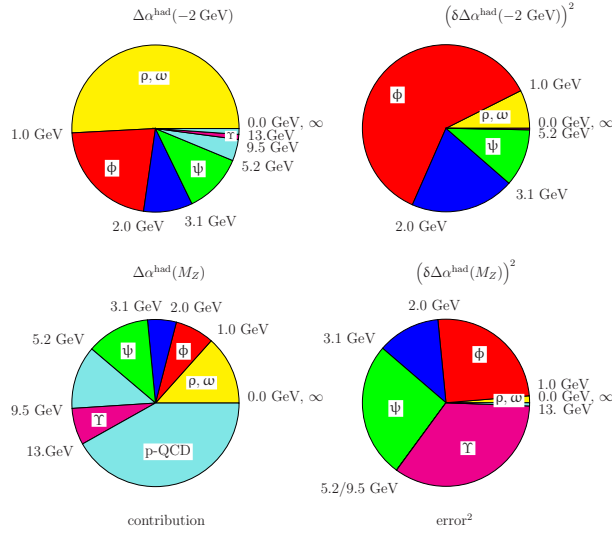 Δα^had(−2 GeV)
(δΔα^had(−2 GeV))^2
ρ, ω
1.0 GeV
ϕ
2.0 GeV
3.1 GeV
ψ
5.2 GeV
9.5 GeV
ϒ
13.GeV
0.0 GeV, ∞
ϕ
1.0 GeV
ρ, ω
0.0 GeV, ∞
5.2 GeV
ψ
3.1 GeV
2.0 GeV
Δα^had(M_Z)
(δΔα^had(M_Z))^2
3.1 GeV
2.0 GeV
1.0 GeV
5.2 GeV
ψ
ϕ
ρ, ω
0.0 GeV, ∞
9.5 GeV
ϒ
13.GeV
p-QCD
2.0 GeV
3.1 GeV
ϕ
1.0 GeV
ρ, ω
0.0 GeV, ∞
13. GeV
ψ
ϒ
5.2/9.5 GeV
contribution
error^2